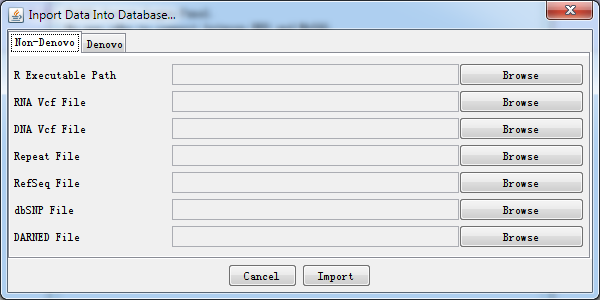 Inport Data Into Database...
Non-Denovo Denovo
R Executable Path Browse
RNA Vcf File Browse
DNA Vcf File Browse
Repeat File Browse
RefSeq File Browse
dbSNP File Browse
DARNED File Browse
Cancel Import